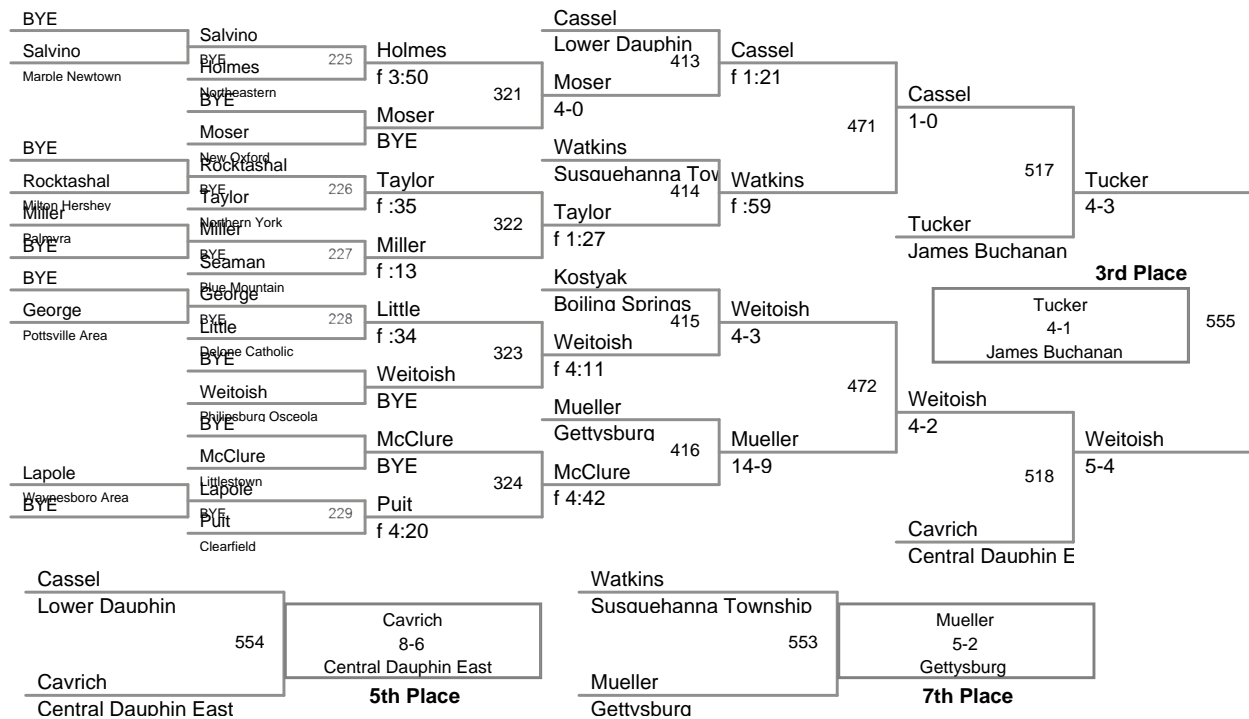 BYE
Salvino
Marple Newtown
BYE
Rocktashal
Milton Hershey
Miller
Palmyra
BYE
BYE
George
Pottsville Area
Lapole
Waynesboro Area
BYE
Salvino
BYE
225
Holmes
Northeastern
BYE
Moser
New Oxford
Rocktashal
BYE
226
Taylor
Northern York
Miller
BYE
227
Seaman
Blue Mountain
George
BYE
228
Little
Delone Catholic
BYE
Weitoish
Philipsburg Osceola
BYE
McClure
Littlestown
Lapole
BYE
229
Puit
Clearfield
Holmes
f 3:50
321
Moser
BYE
Taylor
f :35
322
Miller
f :13
Little
f :34
323
Weitoish
BYE
McClure
BYE
324
Puit
f 4:20
Cassel
Lower Dauphin
413
Moser
4-0
Watkins
Susquehanna Tow
414
Taylor
f 1:27
Kostyak
Boiling Springs
415
Weitoish
f 4:11
Mueller
Gettysburg
416
McClure
f 4:42
Cassel
f 1:21
471
Watkins
f :59
Weitoish
4-3
472
Mueller
14-9
Cassel
1-0
517
Tucker
James Buchanan
Weitoish
4-2
518
Cavrich
Central Dauphin E
Tucker
4-3
3rd Place
Tucker
4-1
James Buchanan
555
Weitoish
5-4
Cassel
Lower Dauphin
554
Cavrich
Central Dauphin East
Cavrich
8-6
Central Dauphin East
5th Place
Watkins
Susquehanna Township
553
Mueller
Gettysburg
Mueller
5-2
Gettysburg
7th Place